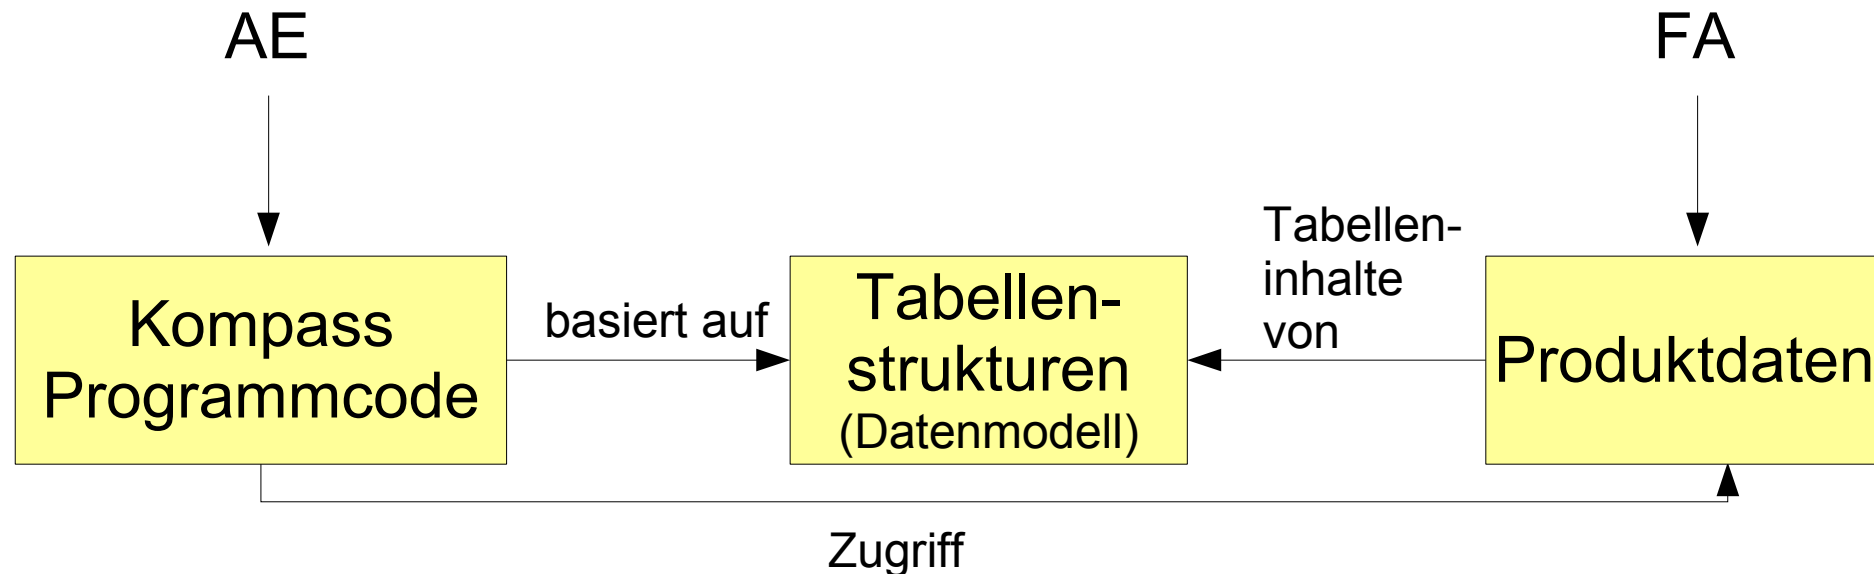 AE
FA
Kompass
Programmcode
basiert auf
Tabellen-
strukturen
(Datenmodell)
Tabellen-
inhalte
von
Produktdaten
Zugriff